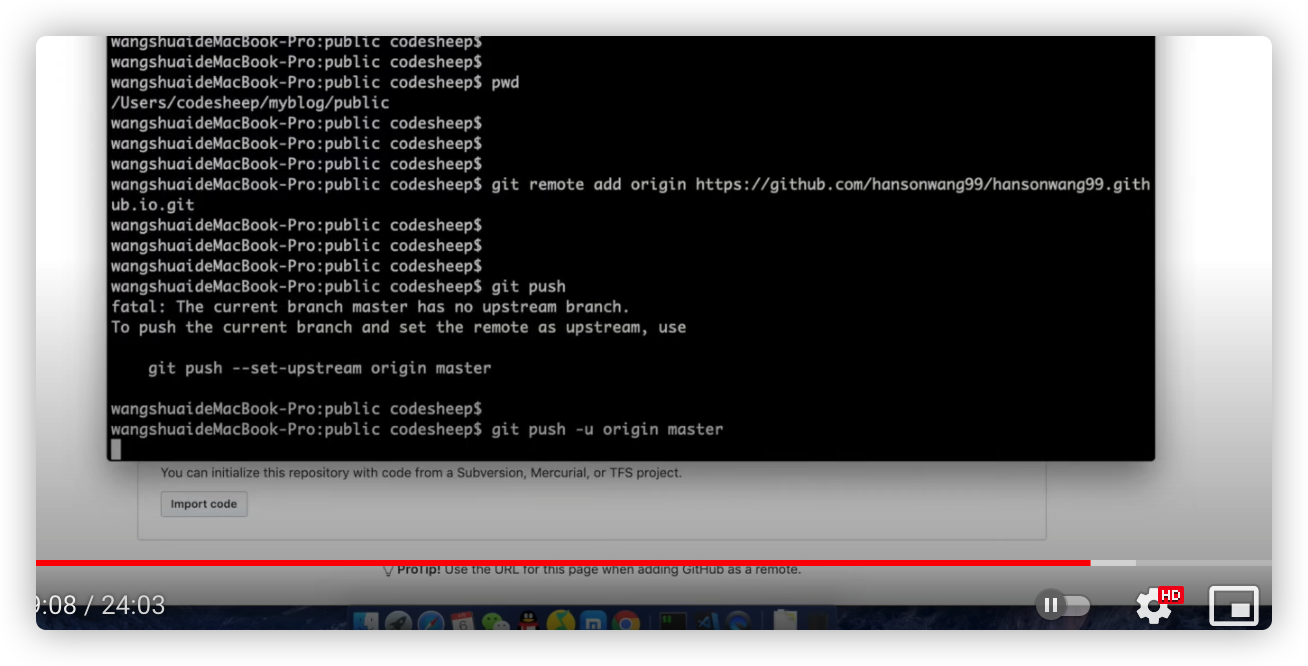 wangshuaideMacBook-Pro:public codesheep$
wangshuaideMacBook-Pro:public codesheep$
wangshuaideMacBook-Pro:public codesheep$ pwd
/Users/codesheep/myblog/public
wangshuaideMacBook-Pro:public codesheep$
wangshuaideMacBook-Pro:public codesheep$
wangshuaideMacBook-Pro:public codesheep$
wangshuaideMacBook-Pro:public codesheep$ git remote add origin https://github.com/hansonwang99/hansonwang99.gith
ub.io.git
wangshuaideMacBook-Pro:public codesheep$
wangshuaideMacBook-Pro:public codesheep$
wangshuaideMacBook-Pro:public codesheep$
wangshuaideMacBook-Pro:public codesheep$ git push
fatal: The current branch master has no upstream branch.
To push the current branch and set the remote as upstream, use
git push --set-upstream origin master
wangshuaideMacBook-Pro:public codesheep$
wangshuaideMacBook-Pro:public codesheep$ git push -u origin master
You can initialize this repository with code from a Subversion, Mercurial, or TFS project.
Import code
ProTip! Use the URL for this page when adding GitHub as a remote.
9:08 / 24:03
HD
6